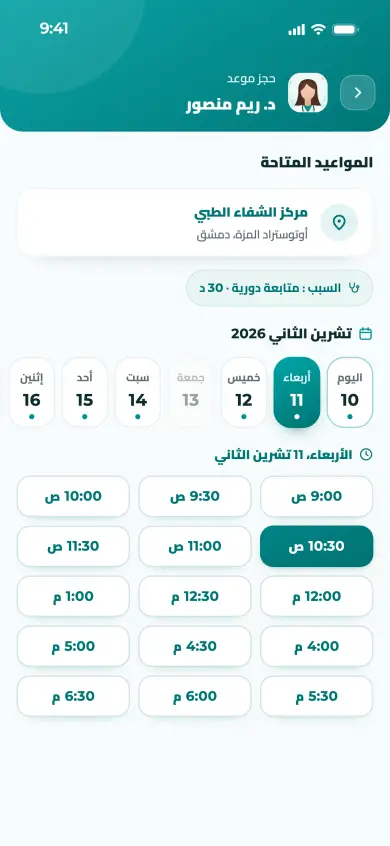 9:41
حجز موعد
د. ريم منصور
المواعيد المتاحة
مركز الشفاء الطبي
أوتوستراد المزة، دمشق
السبب : متابعة دورية · 30 د
تشرين الثاني 2026
اليوم أربعاء خميس جمعة سبت أحد إثنين
10 11 12 13 14 15 16
الأربعاء، 11 تشرين الثاني
9:00 ص 9:30 ص 10:00 ص
10:30 ص 11:00 ص 11:30 ص
12:00 م 12:30 م 1:00 م
4:00 م 4:30 م 5:00 م
5:30 م 6:00 م 6:30 م